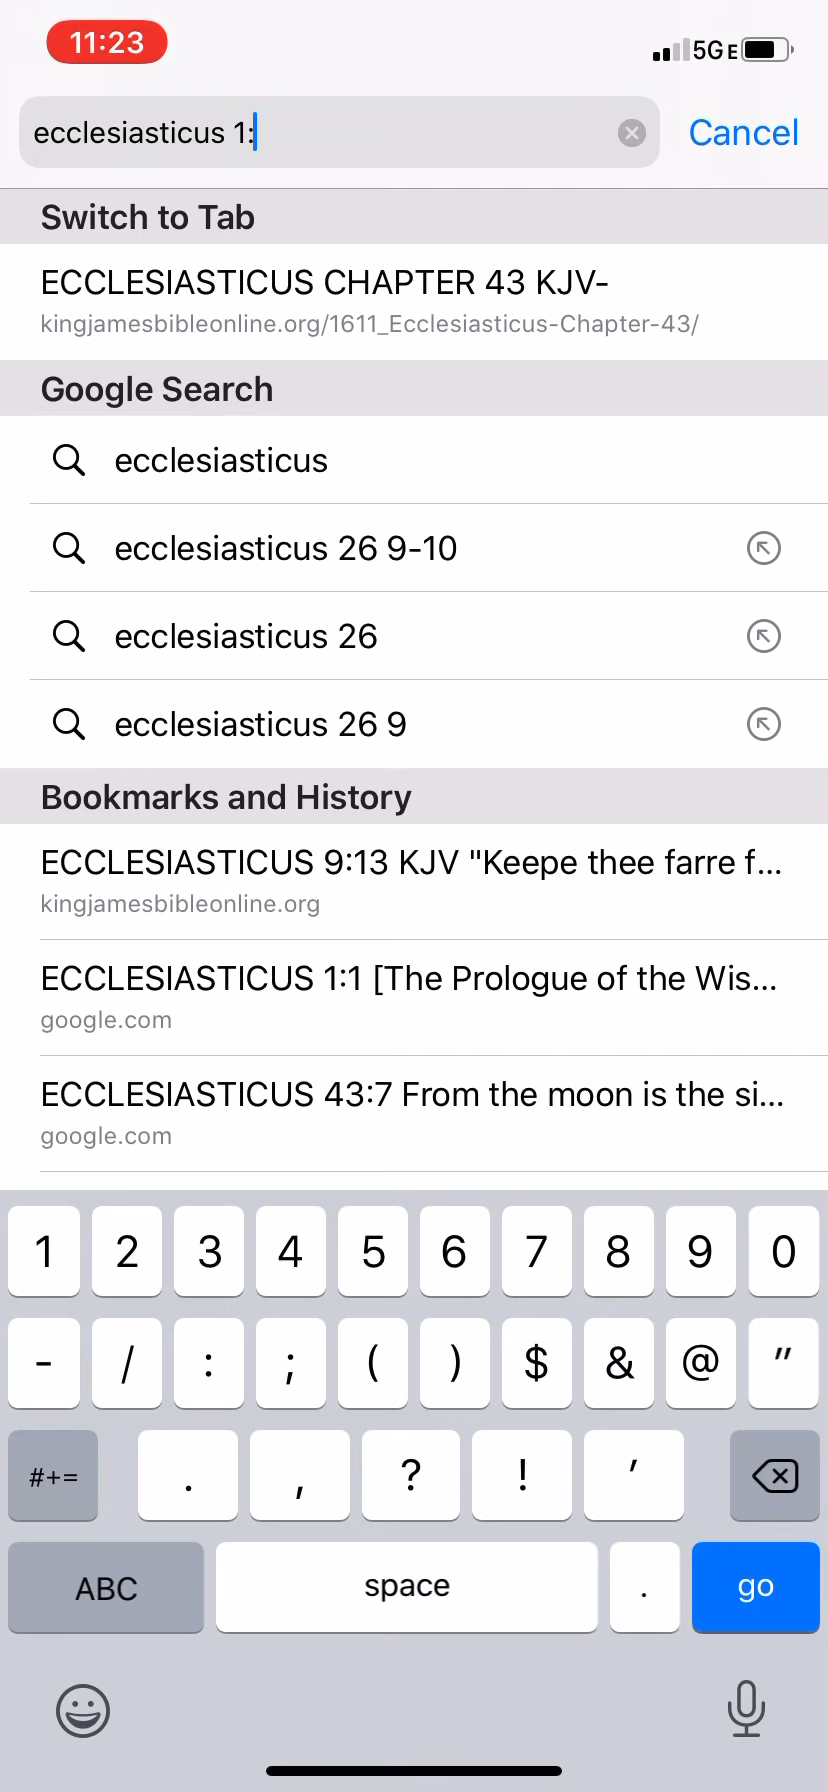 11:23
5G E
ecclesiasticus 1:
Cancel
Switch to Tab
ECCLESIASTICUS CHAPTER 43 KJV-
kingjamesbibleonline.org/1611_Ecclesiasticus-Chapter-43/
Google Search
ecclesiasticus
ecclesiasticus 26 9-10
ecclesiasticus 26
ecclesiasticus 26 9
Bookmarks and History
ECCLESIASTICUS 9:13 KJV "Keepe thee farre f...
kingjamesbibleonline.org
ECCLESIASTICUS 1:1 [The Prologue of the Wis...
google.com
ECCLESIASTICUS 43:7 From the moon is the si...
google.com
1 2 3 4 5 6 7 8 9 0
- / : ; ( ) $ & @ "
#+= . , ? ! '
ABC space . go